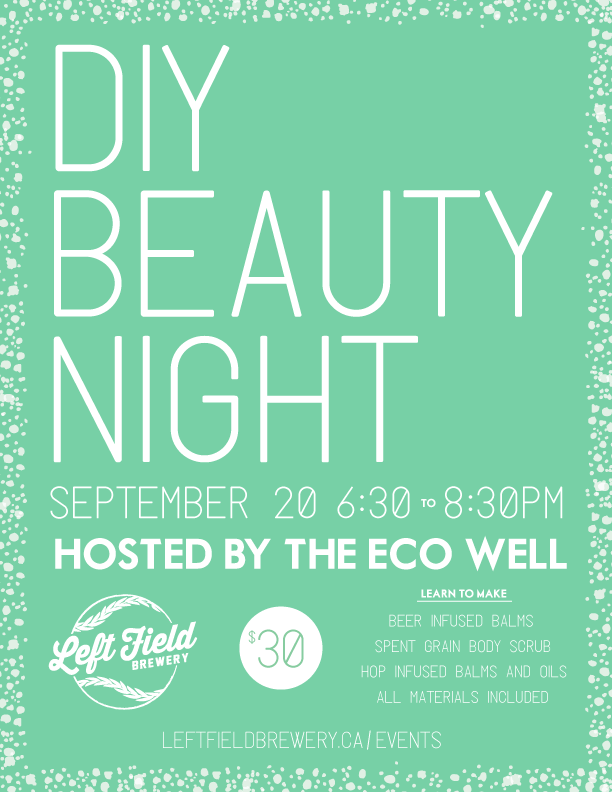 DIY
BEAUTY
NIGHT
SEPTEMBER 20 6:30 TO 8:30PM
HOSTED BY THE ECO WELL
Left Field
BREWERY
$30
LEARN TO MAKE
BEER INFUSED BALMS
SPENT GRAIN BODY SCRUB
HOP INFUSED BALMS AND OILS
ALL MATERIALS INCLUDED
LEFTFIELDBREWERY.CA/EVENTS